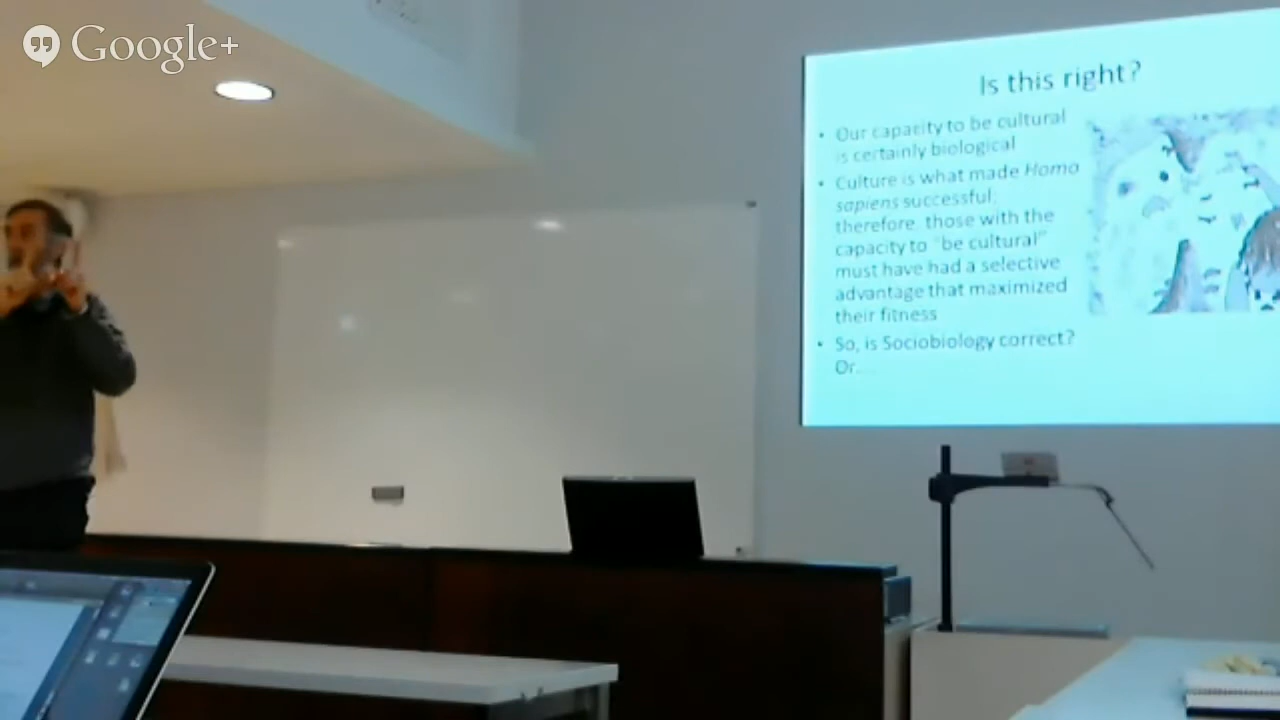 Google+
Is this right?
• Our capacity to be cultural
is certainly biological
• Culture is what made Homo
sapiens successful;
therefore, those with the
capacity to "be cultural"
must have had a selective
advantage that maximized
their fitness
• So, is Sociobiology correct?
Or...